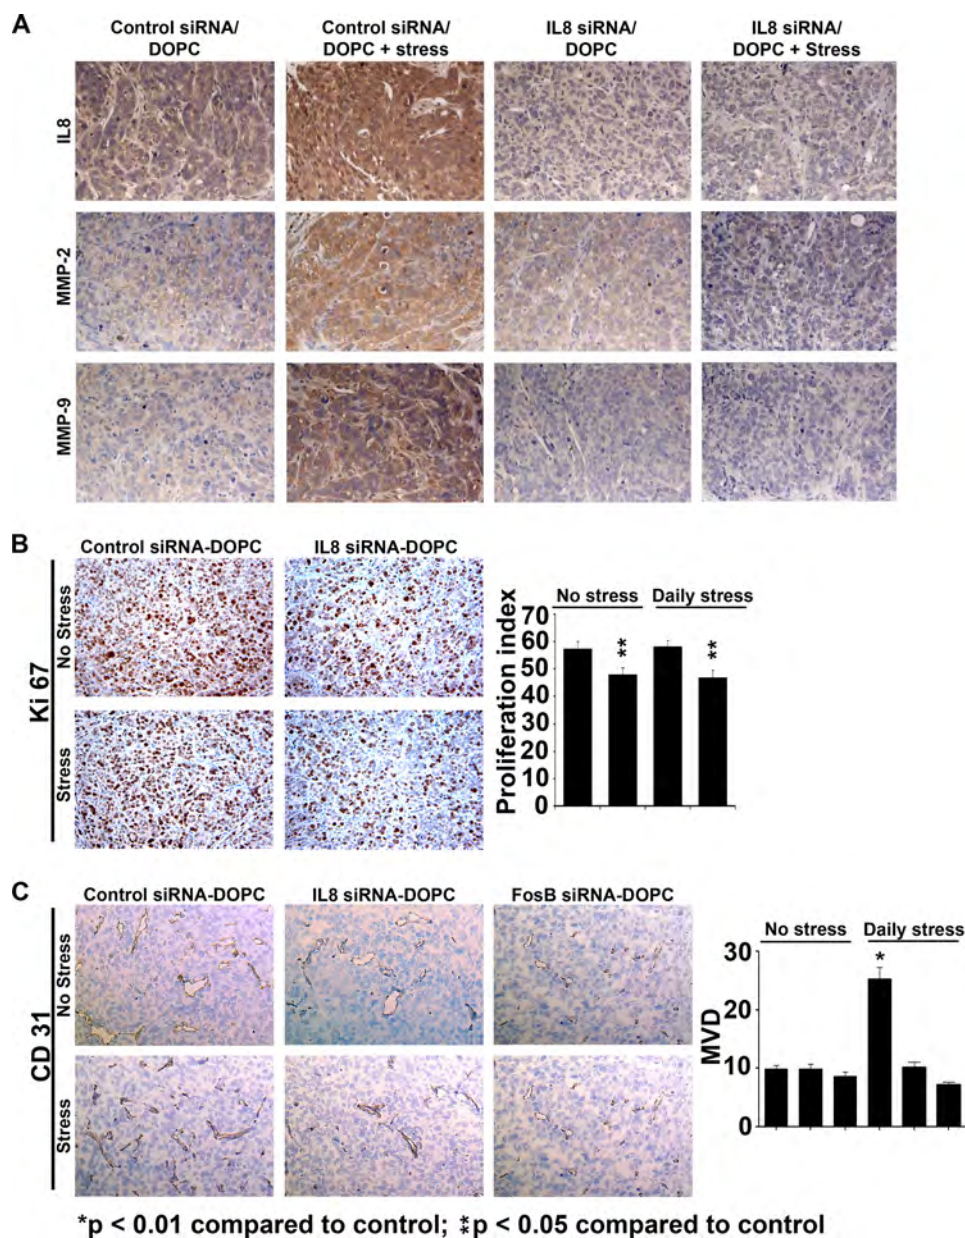 A
Control siRNA/
DOPC
Control siRNA/
DOPC + stress
IL8 siRNA/
DOPC
IL8 siRNA/
DOPC + Stress
IL8
MMP-2
MMP-9
B
Control siRNA-DOPC
IL8 siRNA-DOPC
Ki 67
No Stress
Stress
No stress
Daily stress
Proliferation index
70
60
50
40
30
20
10
0
**
**
C
Control siRNA-DOPC
IL8 siRNA-DOPC
FosB siRNA-DOPC
CD 31
No Stress
Stress
No stress
Daily stress
MVD
30
20
10
0
*
*p < 0.01 compared to control; **p < 0.05 compared to control